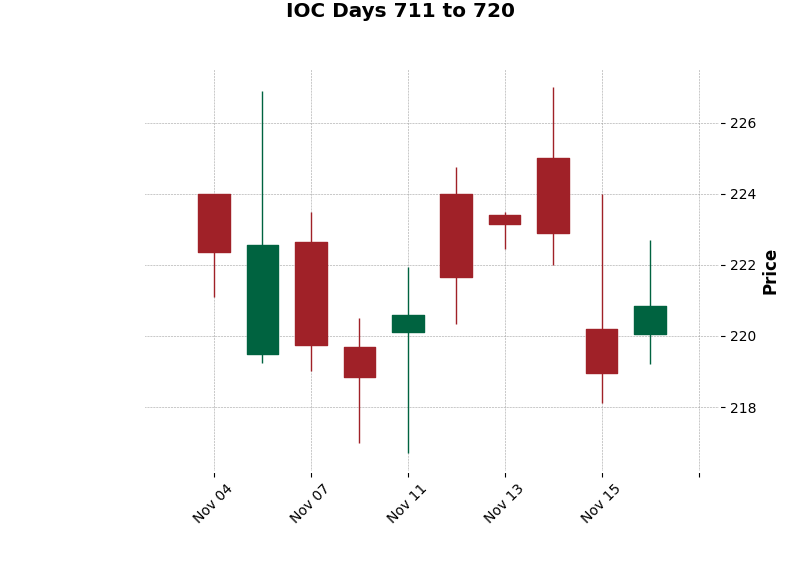 IOC Days 711 to 720
226
224
222
220
218
Price
Nov 04
Nov 07
Nov 11
Nov 13
Nov 15